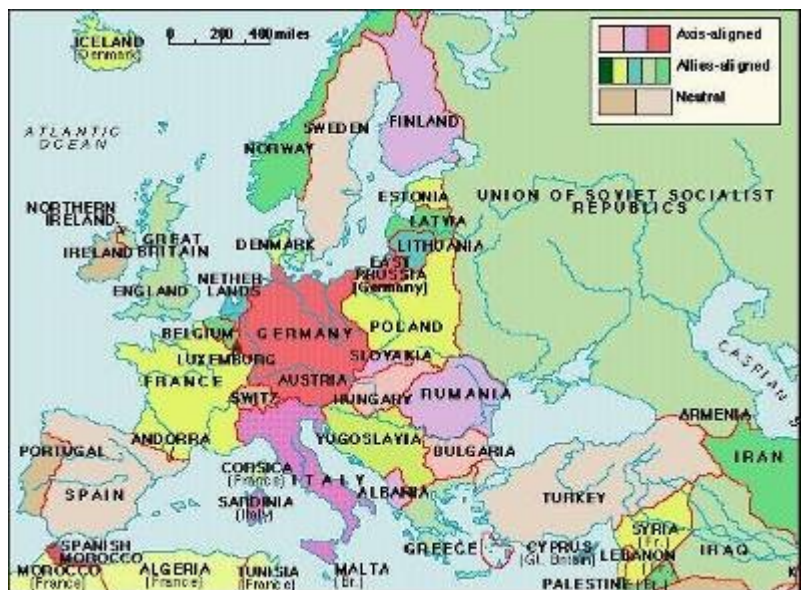 ICELAND
(Denmark)
0 200 400 miles
Axis-aligned
Allies-aligned
Neutral
ATLANTIC
OCEAN
SWEDEN
FINLAND
NORWAY
ESTONIA
UNION OF SOVIET SOCIALIST
REPUBLICS
NORTHERN
IRELAND
LATVIA
IRELAND
GREAT
BRITAIN
DENMARK
LITHUANIA
EAST
PRUSSIA
(Germany)
ENGLAND
NETHER
LANDS
BELGIUM
GERMANY
POLAND
LUXEMBURG
SLOVAKIA
FRANCE
AUSTRIA
CASPIAN S
SWITZ
HUNGARY
RUMANIA
ARMENIA
ANDORRA
YUGOSLAVIA
PORTUGAL
BULGARIA
IRAN
CORSICA
(France)
ITALY
SPAIN
ALBANIA
TURKEY
SARDINIA
(Italy)
SYRIA
(Fr.)
SPANISH
MOROCCO
GREECE
CYPRUS
(Gt. Britain)
LEBANON
IRAQ
MOROCCO
(France)
ALGERIA
(France)
TUNISIA
(France)
MALTA
(Br.)
PALESTINE
K